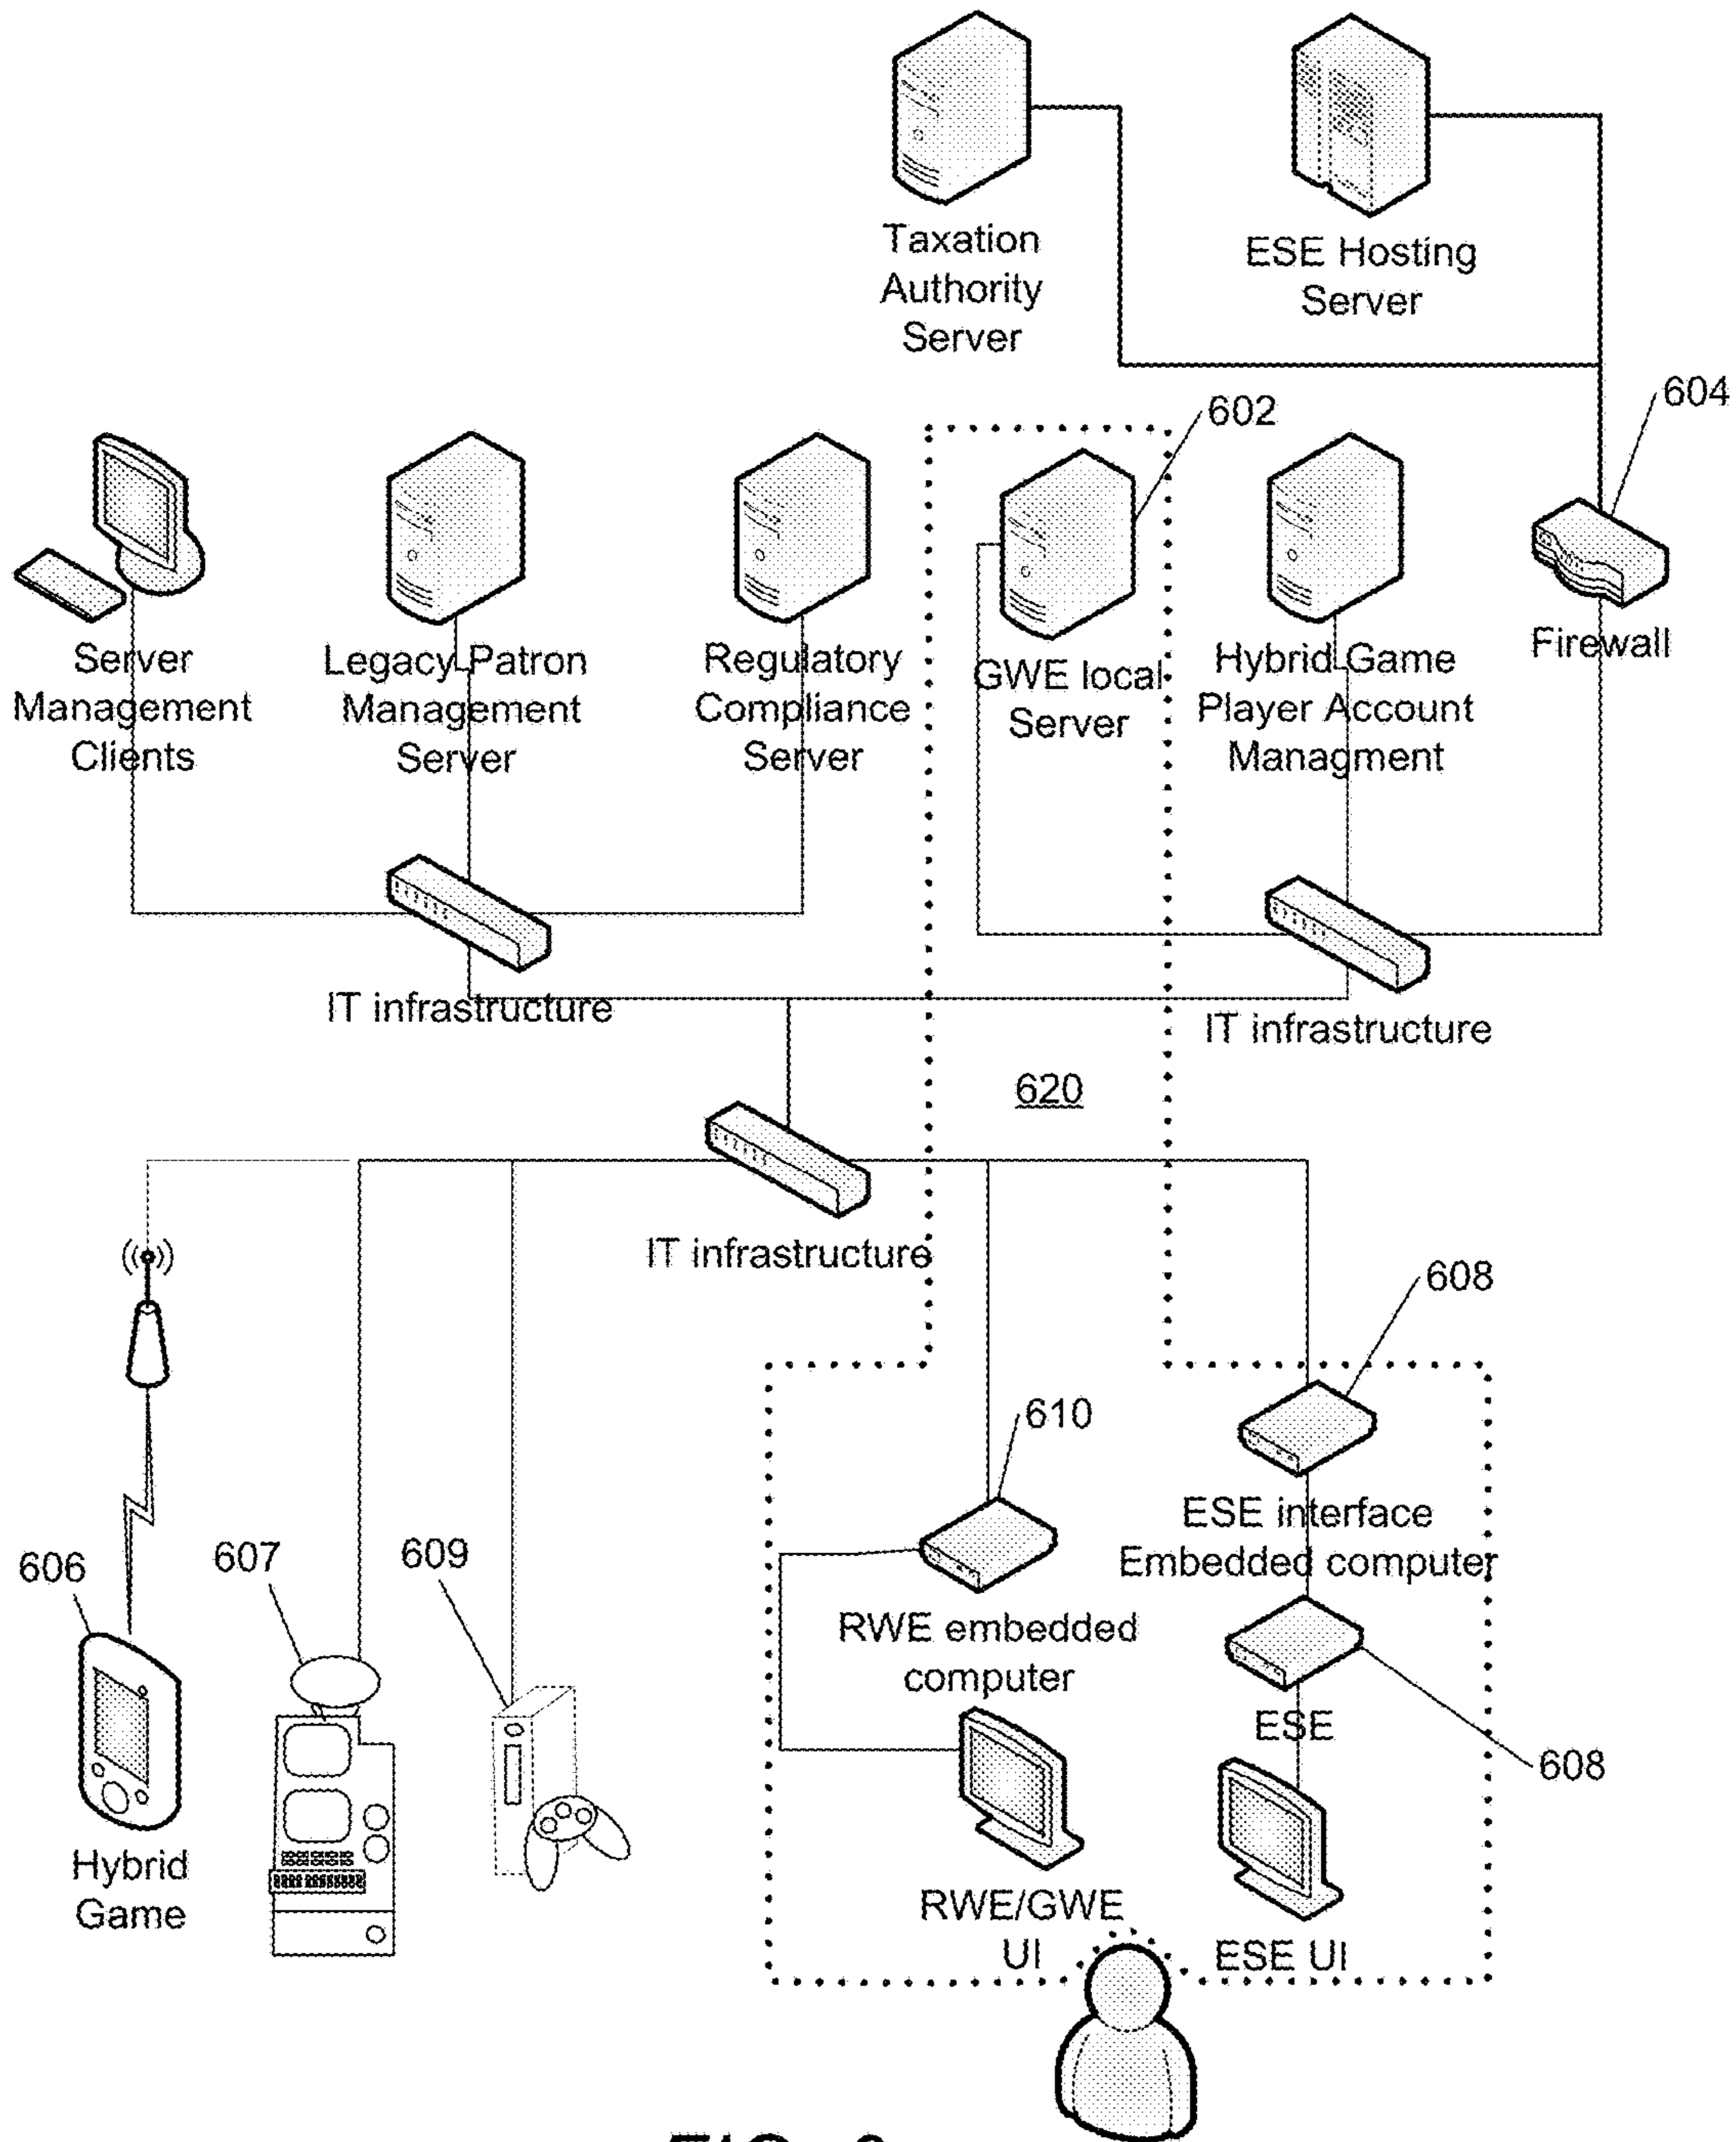 Taxation
Authority
Server
ESE Hosting
Server
602
604
Server
Management
Clients
Legacy Patron
Management
Server
Regulatory
Compliance
Server
GWE local
Server
Hybrid Game
Player Account
Managment
Firewall
IT infrastructure
IT infrastructure
620
IT infrastructure
608
610
ESE interface
Embedded computer
606
607
609
RWE embedded
computer
ESE
608
Hybrid
Game
RWE/GWE
UI
ESE UI